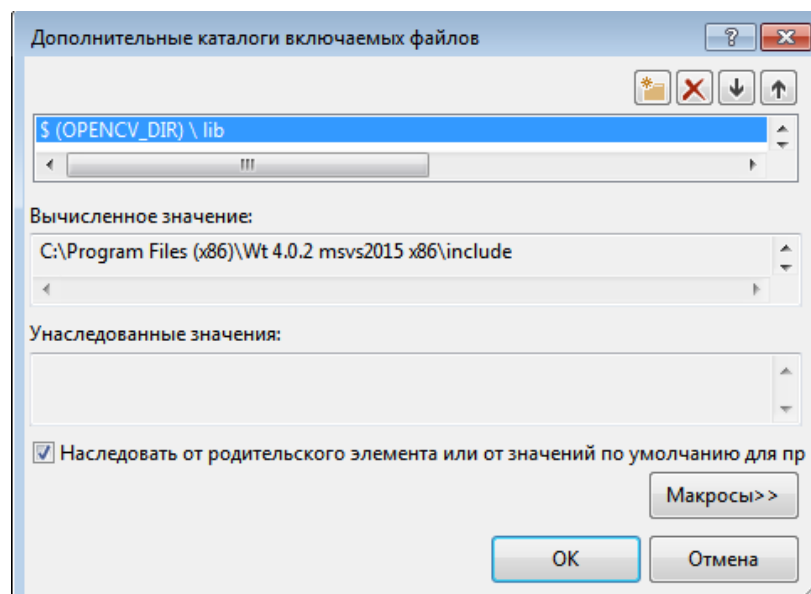 Дополнительные каталоги включаемых файлов
$ (OPENCV_DIR) \ lib
Вычисленное значение:
C:\Program Files (x86)\Wt 4.0.2 msvs2015 x86\include
Унаследованные значения:
Наследовать от родительского элемента или от значений по умолчанию для пр
Макросы>>
ОК
Отмена